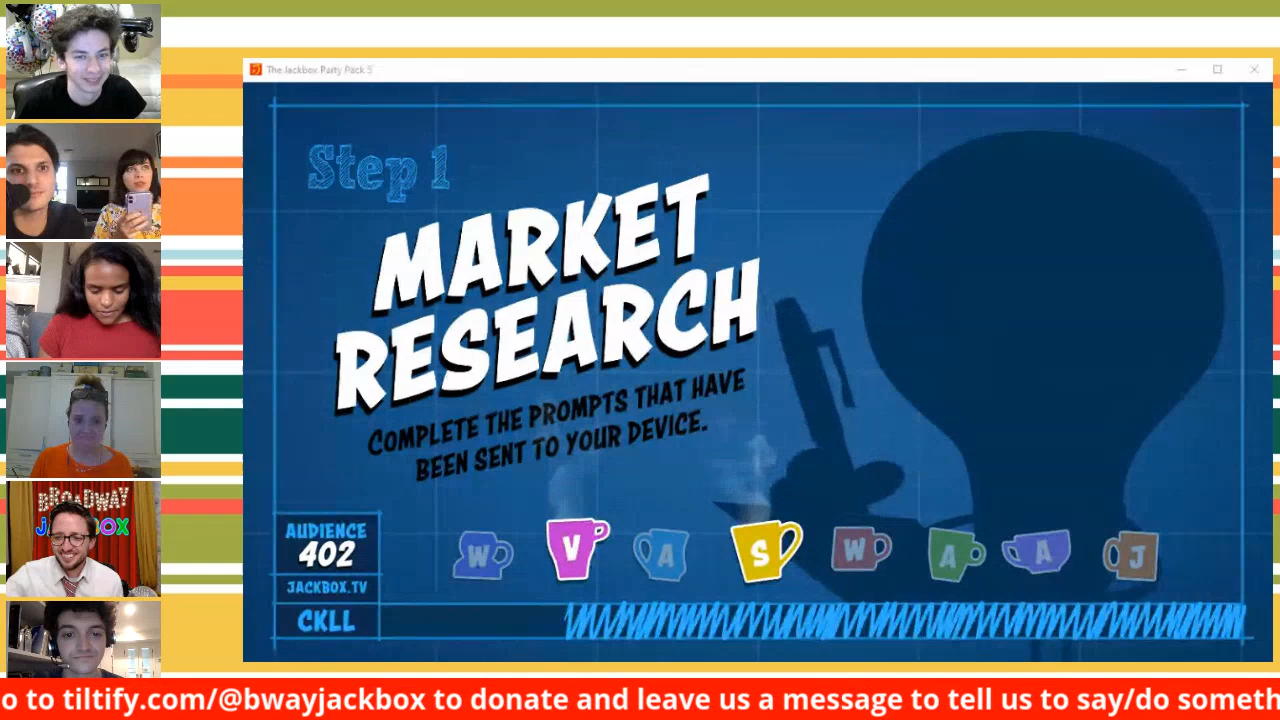 The Jackbox Party Pack 5
Step 1
MARKET
RESEARCH
COMPLETE THE PROMPTS THAT HAVE
BEEN SENT TO YOUR DEVICE.
AUDIENCE
402
JACKBOX.TV
CKLL
W V A S W A A J
BROADWAY
J BOX
o to tiltify.com/@bwayjackbox to donate and leave us a message to tell us to say/do someth